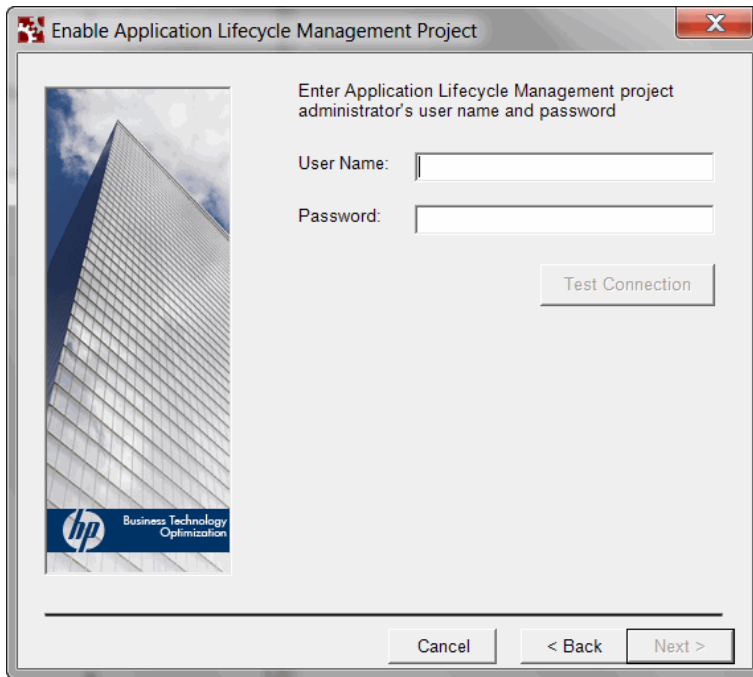 Enable Application Lifecycle Management Project
X
Enter Application Lifecycle Management project
administrator's user name and password
User Name:
Password:
Test Connection
hp
Business Technology
Optimization
Cancel
< Back
Next >